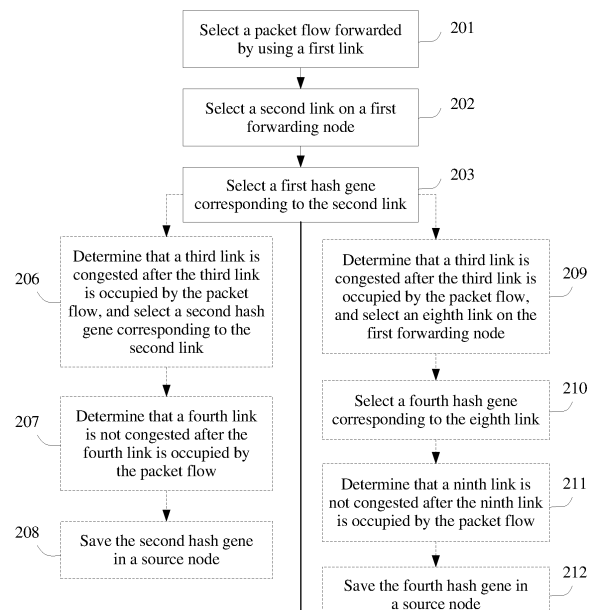 Select a packet flow forwarded
by using a first link
201
Select a second link on a first
forwarding node
202
Select a first hash gene
corresponding to the second link
203
Determine that a third link is
congested after the third link
is occupied by the packet
flow, and select a second hash
gene corresponding to the
second link
206
Determine that a fourth link
is not congested after the
fourth link is occupied by
the packet flow
207
Save the second hash gene
in a source node
208
Determine that a third link is
congested after the third link is
occupied by the packet flow,
and select an eighth link on the
first forwarding node
209
Select a fourth hash gene
corresponding to the eighth link
210
Determine that a ninth link is
not congested after the ninth link
is occupied by the packet flow
211
Save the fourth hash gene in
a source node
212